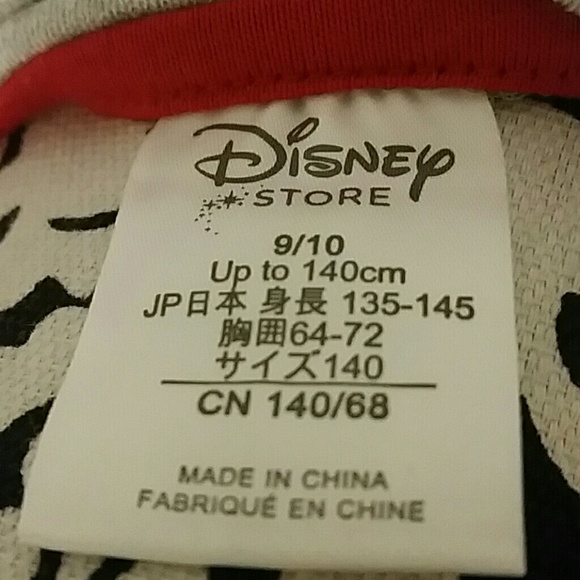 Disney
STORE
9/10
Up to 140cm
JP日本 身長 135-145
胸囲64-72
サイズ140
CN 140/68
MADE IN CHINA
FABRIQUÉ EN CHINE